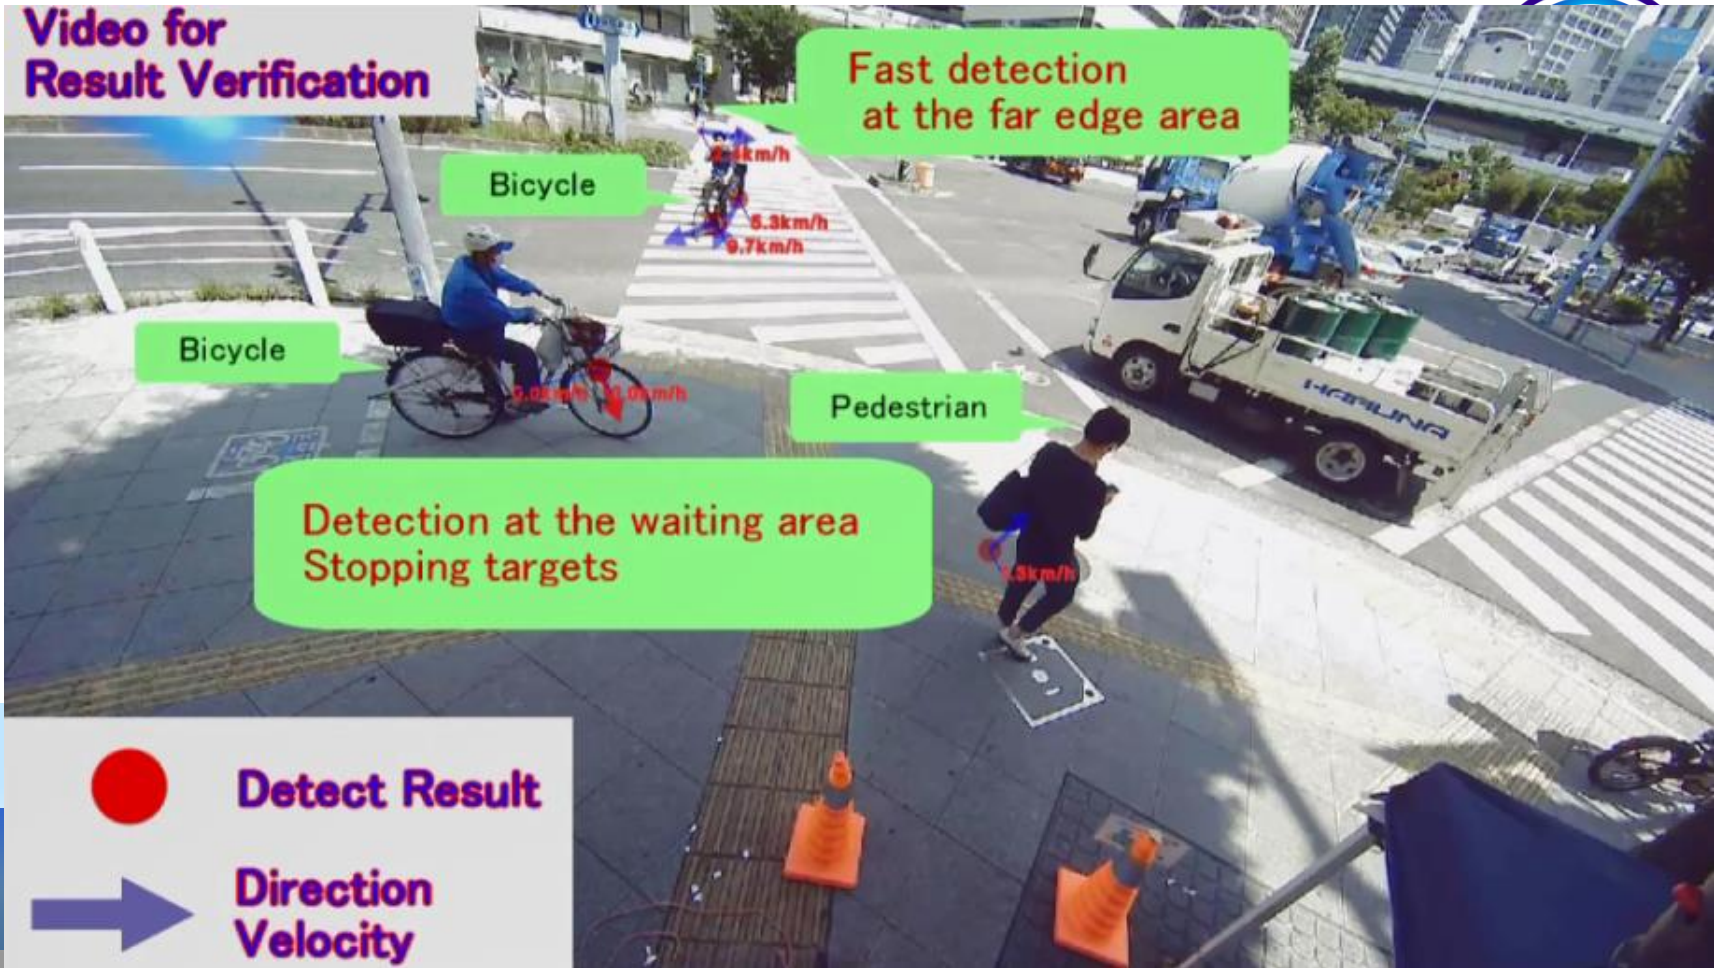 Video for
Result Verification
Fast detection
at the far edge area
Bicycle
5.3km/h
9.7km/h
Bicycle
Pedestrian
HARUNA
Detection at the waiting area
Stopping targets
Detect Result
Direction
Velocity